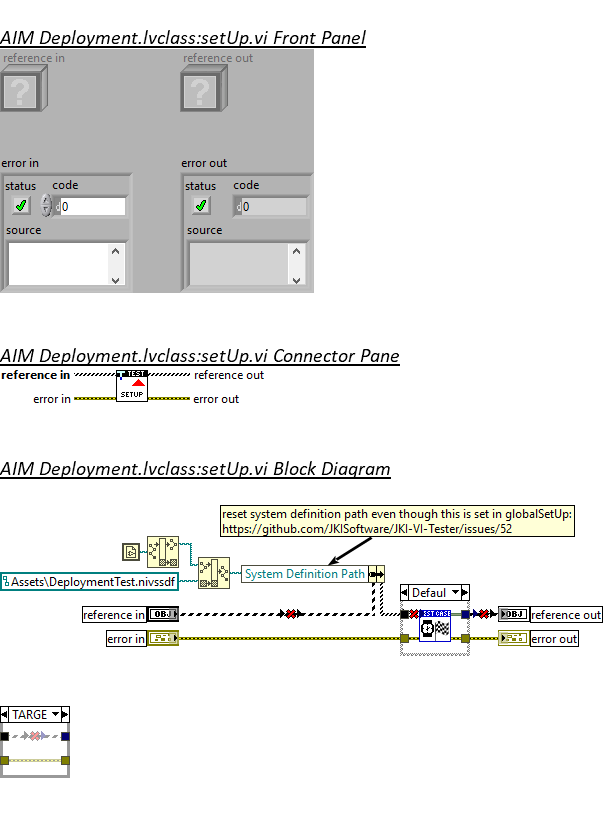 AIM Deployment.lvclass:setUp.vi Front Panel
reference in
reference out
error in
error out
status
code
0
source
status
code
0
source
AIM Deployment.lvclass:setUp.vi Connector Pane
reference in
TEST
SETUP
reference out
error in
error out
AIM Deployment.lvclass:setUp.vi Block Diagram
reset system definition path even though this is set in globalSetUp:
https://github.com/JKISoftware/JKI-VI-Tester/issues/52
System Definition Path
Assets\DeploymentTest.nivssdf
Defaul
reference in
OBJ
EST CASE
OBJ
reference out
error in
error out
TARGE